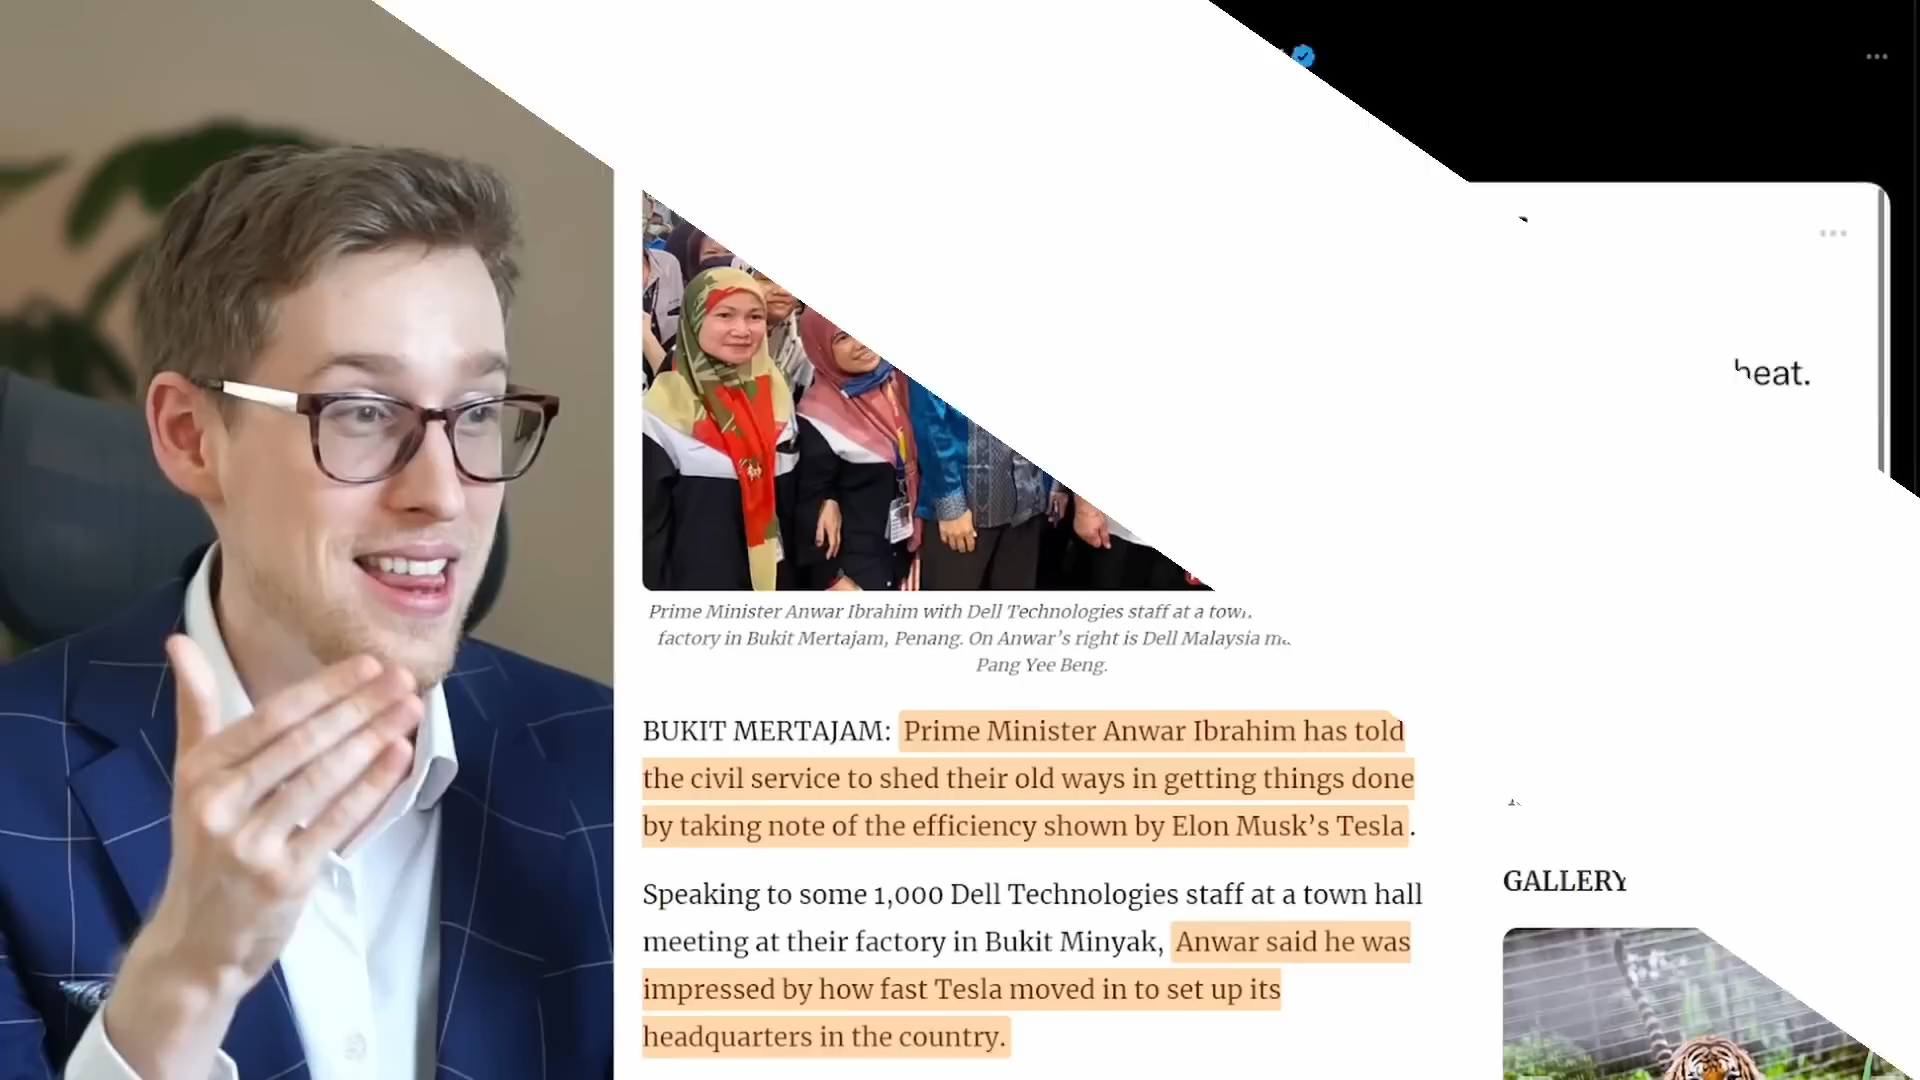 heat.
Prime Minister Anwar Ibrahim with Dell Technologies staff at a
factory in Bukit Mertajam, Penang. On Anwar's right is Dell Malaysia
Pang Yee Beng.
BUKIT MERTAJAM: Prime Minister Anwar Ibrahim has told
the civil service to shed their old ways in getting things done
by taking note of the efficiency shown by Elon Musk's Tesla.
Speaking to some 1,000 Dell Technologies staff at a town hall
meeting at their factory in Bukit Minyak, Anwar said he was
impressed by how fast Tesla moved in to set up its
headquarters in the country.
GALLERY